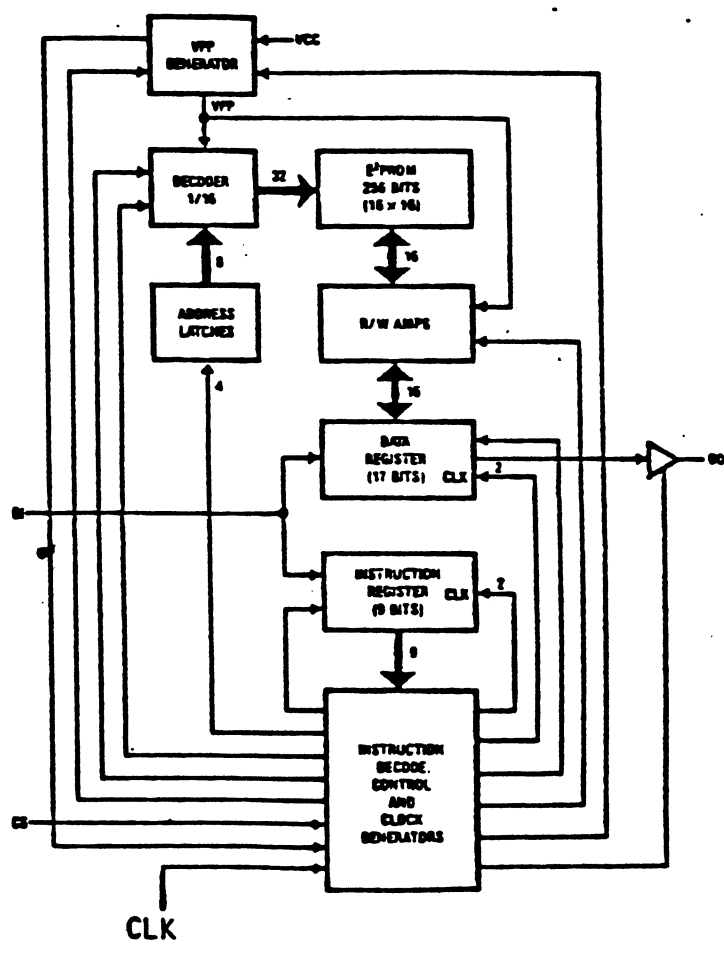 VPP
GENERATOR
VCC
VPP
DECODER
1/16
32
E²PROM
256 BITS
(16 x 16)
8
16
ADDRESS
LATCHES
R/W AMPS
4
16
DATA
REGISTER
(17 BITS)
CLK
2
DO
DI
INSTRUCTION
REGISTER
(9 BITS)
CLK
2
9
INSTRUCTION
DECODE,
CONTROL
AND
CLOCK
GENERATORS
CS
CLK